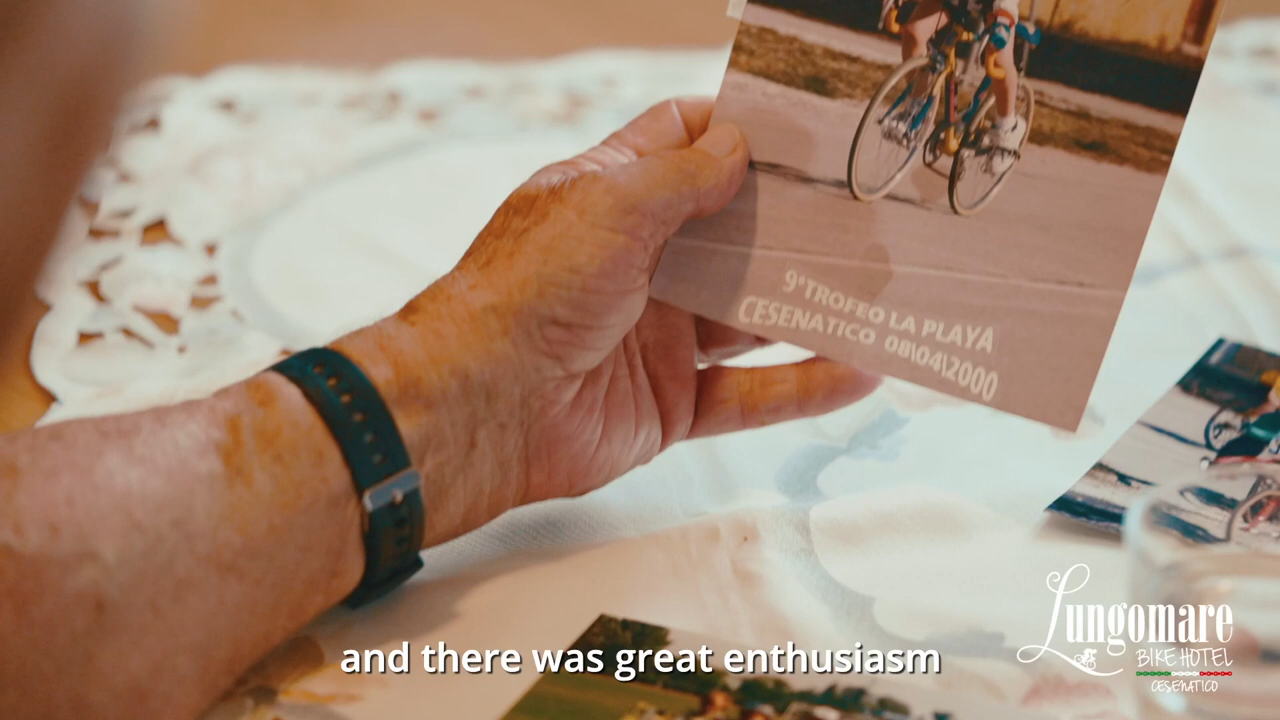 9°TROFEO LA PLAYA
CESENATICO 08\04\2000
and there was great enthusiasm
Lungomare
BIKE HOTEL
CESENATICO